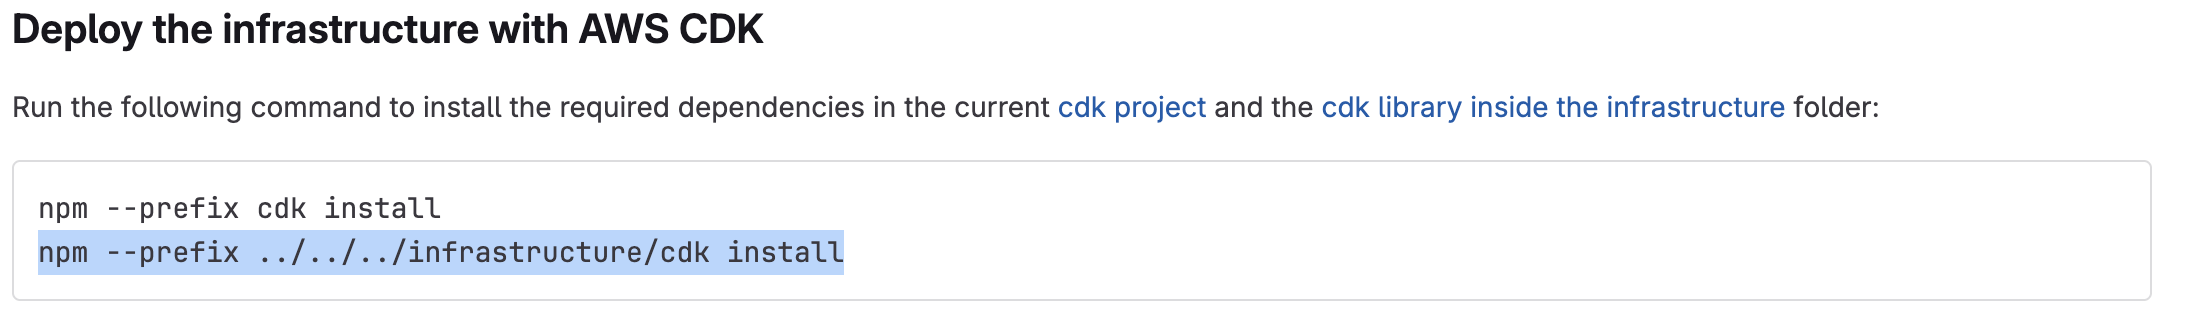 Deploy the infrastructure with AWS CDK
Run the following command to install the required dependencies in the current cdk project and the cdk library inside the infrastructure folder:
npm --prefix cdk install
npm --prefix ../../../infrastructure/cdk install